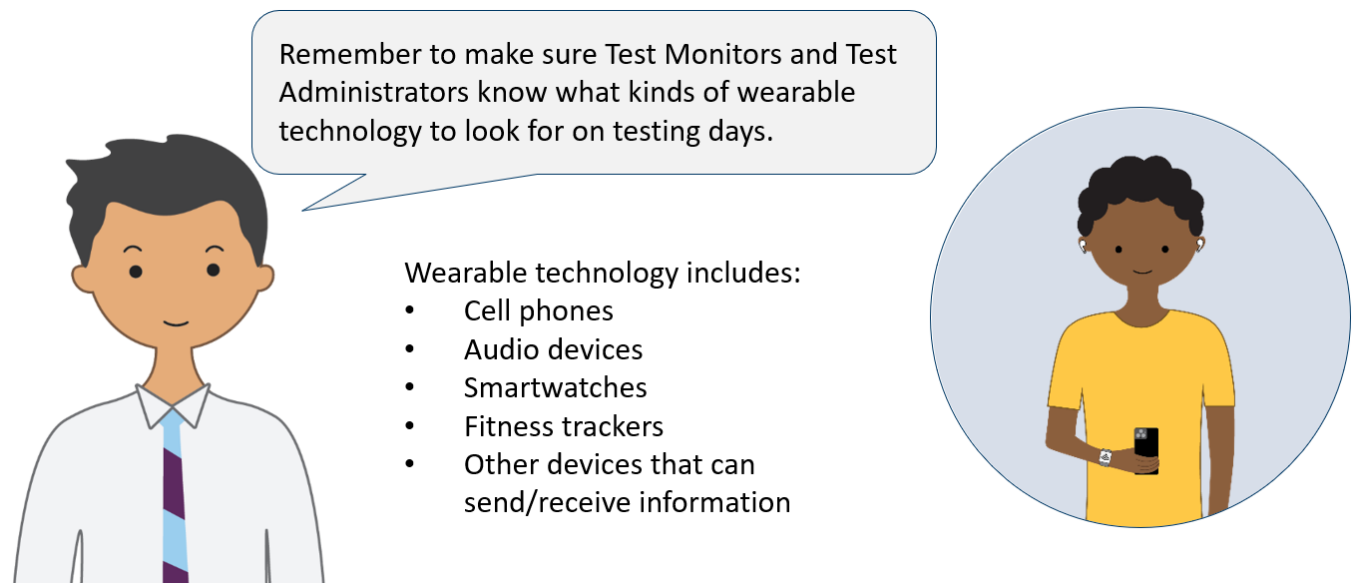 Remember to make sure Test Monitors and Test
Administrators know what kinds of wearable
technology to look for on testing days.
Wearable technology includes:
• Cell phones
• Audio devices
• Smartwatches
• Fitness trackers
• Other devices that can
send/receive information